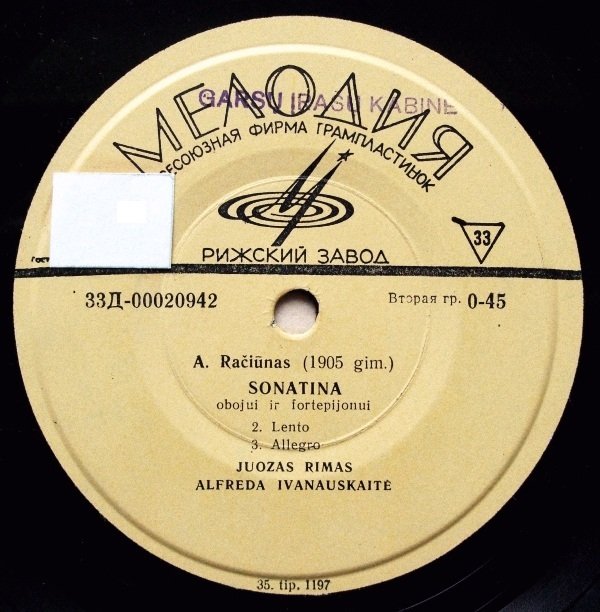 МЕЛОДИЯ
GARSŲ ĮRAŠŲ KABINE
ВСЕСОЮЗНАЯ ФИРМА ГРАМПЛАСТИНОК
33
РИЖСКИЙ ЗАВОД
33Д-00020942
Вторая гр. 0-45
A. Račiūnas (1905 gim.)
SONATINA
obojui ir fortepijonui
2. Lento
3. Allegro
JUOZAS RIMAS
ALFREDA IVANAUSKAITĖ
35. tip. 1197